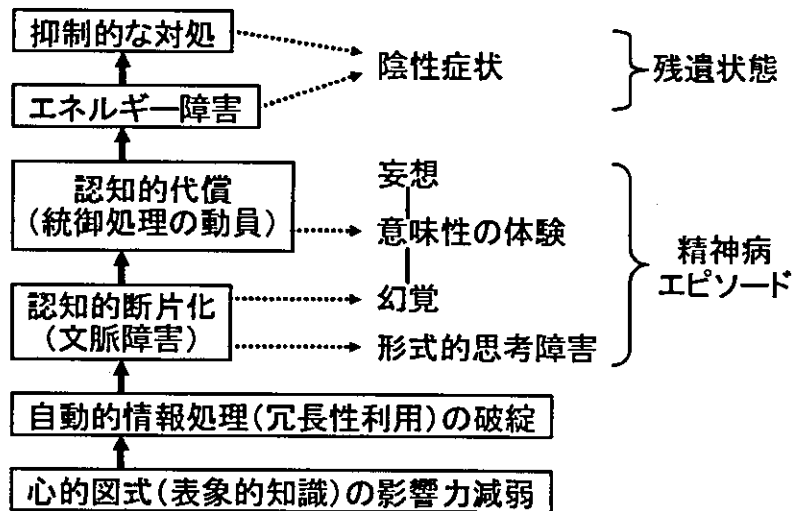 抑制的な対処
陰性症状
残遺状態
エネルギー障害
認知的代償
(統御処理の動員)
妄想
意味性の体験
幻覚
精神病
エピソード
認知的断片化
(文脈障害)
形式的思考障害
自動的情報処理(冗長性利用)の破綻
心的図式(表象的知識)の影響力減弱